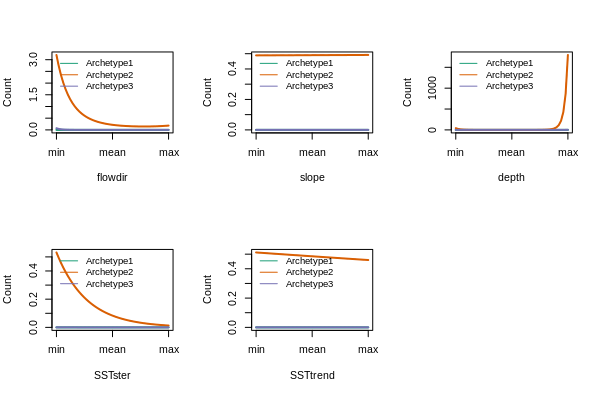 Count
3.0
1.5
0.0
Archetype1
Archetype2
Archetype3
min mean max
flowdir
Count
0.4
0.2
0.0
Archetype1
Archetype2
Archetype3
min mean max
slope
Count
1000
0
Archetype1
Archetype2
Archetype3
min mean max
depth
Count
0.4
0.2
0.0
Archetype1
Archetype2
Archetype3
min mean max
SSTster
Count
0.4
0.2
0.0
Archetype1
Archetype2
Archetype3
min mean max
SSTtrend